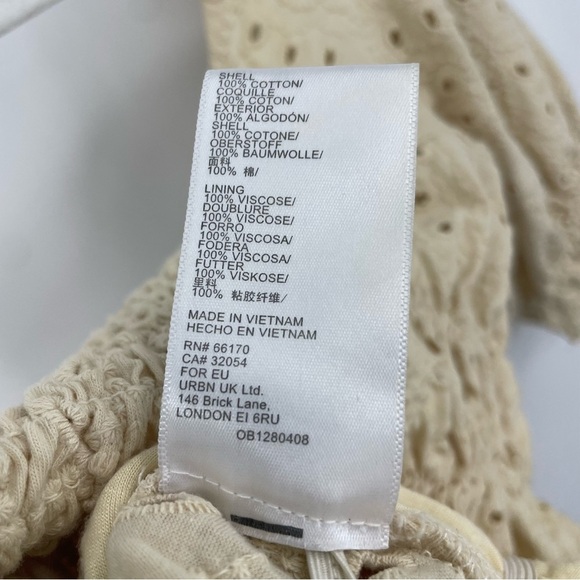 SHELL
100% COTTON/
COQUILLE
100% COTON/
EXTERIOR
100% ALGODÓN/
SHELL
100% COTONE/
OBERSTOFF
100% BAUMWOLLE/
面料
100% 棉/
LINING
100% VISCOSE/
DOUBLURE
100% VISCOSE/
FORRO
100% VISCOSA/
FODERA
100% VISCOSA/
FUTTER
100% VISKOSE/
里料
100% 粘胶纤维/
MADE IN VIETNAM
HECHO EN VIETNAM
RN# 66170
CA# 32054
FOR EU
URBN UK Ltd.
146 Brick Lane,
LONDON EI 6RU
OB1280408